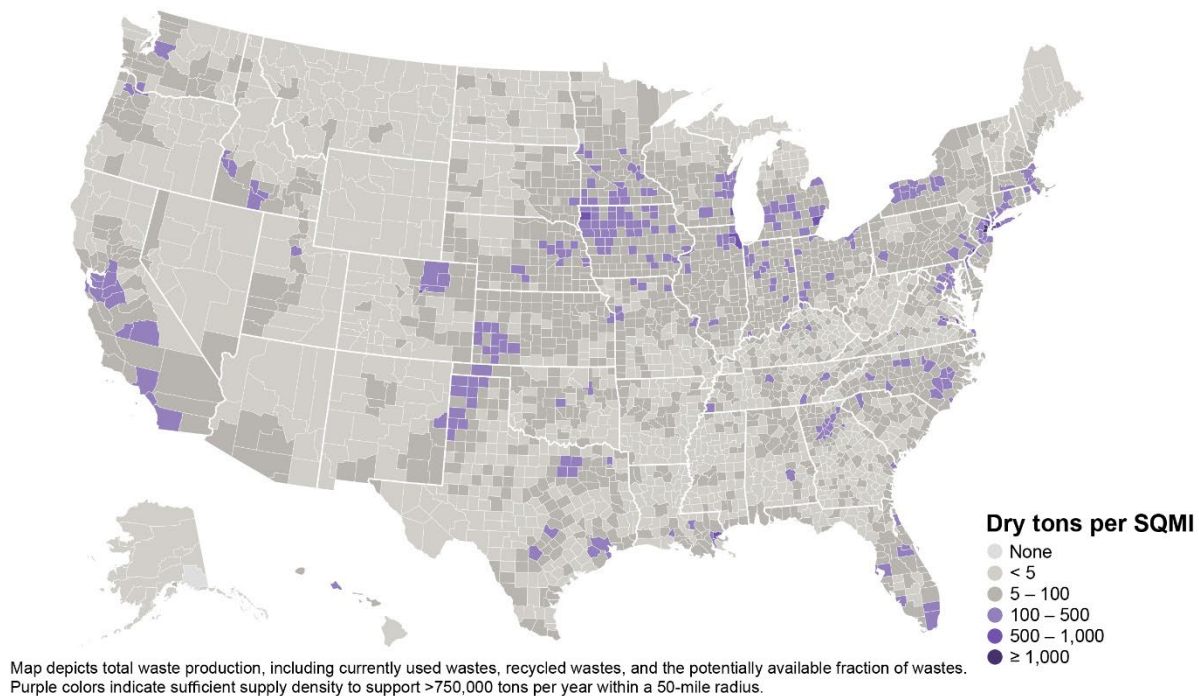 Dry tons per SQMI
None
< 5
5 – 100
100 – 500
500 – 1,000
≥ 1,000
Map depicts total waste production, including currently used wastes, recycled wastes, and the potentially available fraction of wastes.
Purple colors indicate sufficient supply density to support >750,000 tons per year within a 50-mile radius.